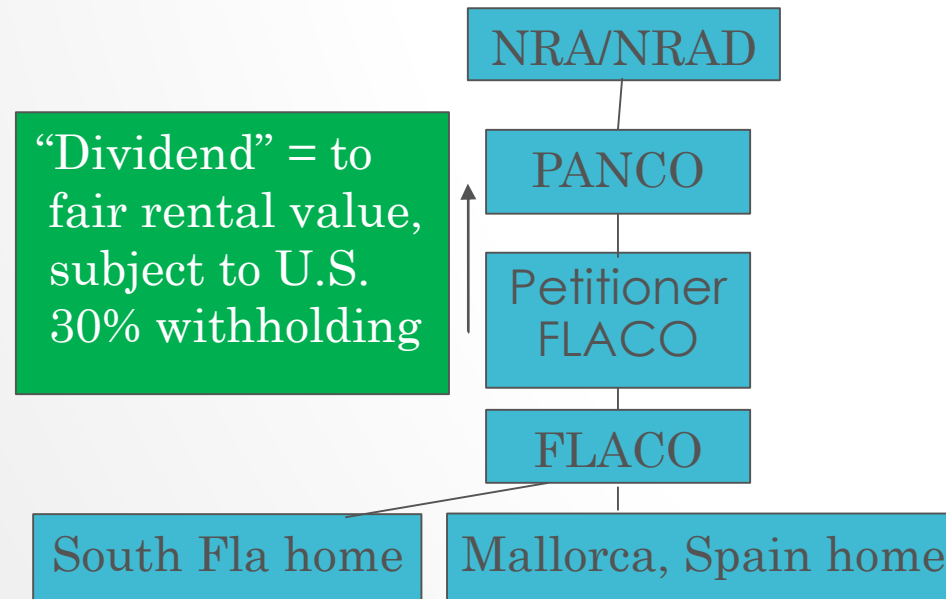 NRA/NRAD
“Dividend” = to
fair rental value,
subject to U.S.
30% withholding
PANCO
Petitioner
FLACO
FLACO
South Fla home
Mallorca, Spain home